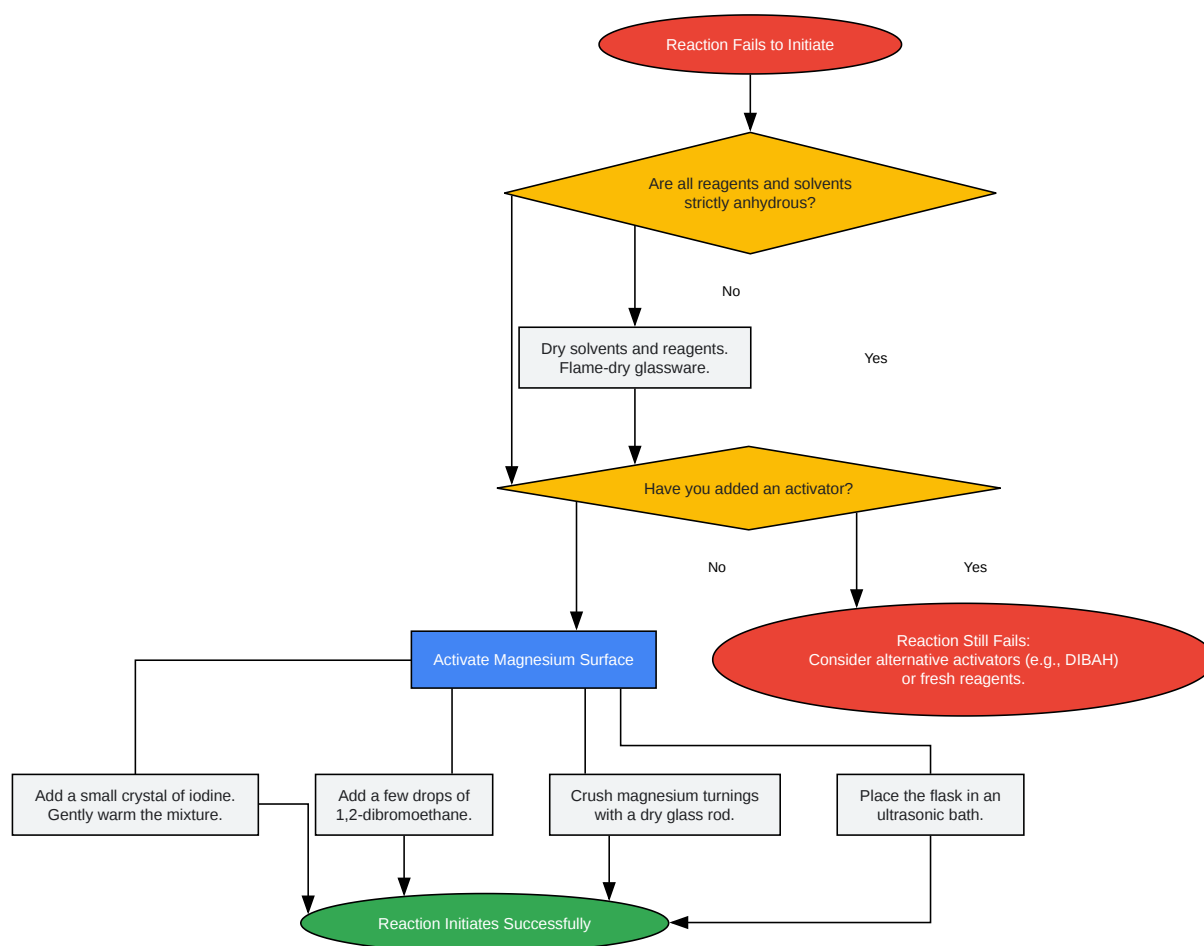 Reaction Fails to Initiate
Are all reagents and solvents
strictly anhydrous?
No
Dry solvents and reagents.
Flame-dry glassware.
Yes
Have you added an activator?
No
Yes
Reaction Still Fails:
Consider alternative activators (e.g., DIBAH)
or fresh reagents.
Activate Magnesium Surface
Add a small crystal of iodine.
Gently warm the mixture.
Add a few drops of
1,2-dibromoethane.
Crush magnesium turnings
with a dry glass rod.
Place the flask in an
ultrasonic bath.
Reaction Initiates Successfully